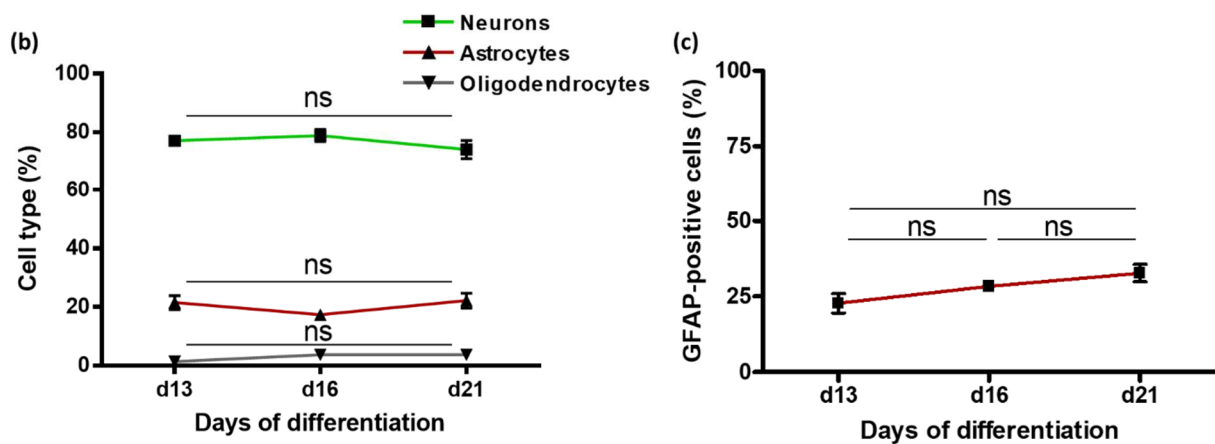 (b)
Neurons
Astrocytes
Oligodendrocytes
Cell type (%)
100
80
60
40
20
0
ns
ns
ns
d13 d16 d21
Days of differentiation
(c)
GFAP-positive cells (%)
100
75
50
25
0
ns
ns ns
d13 d16 d21
Days of differentiation